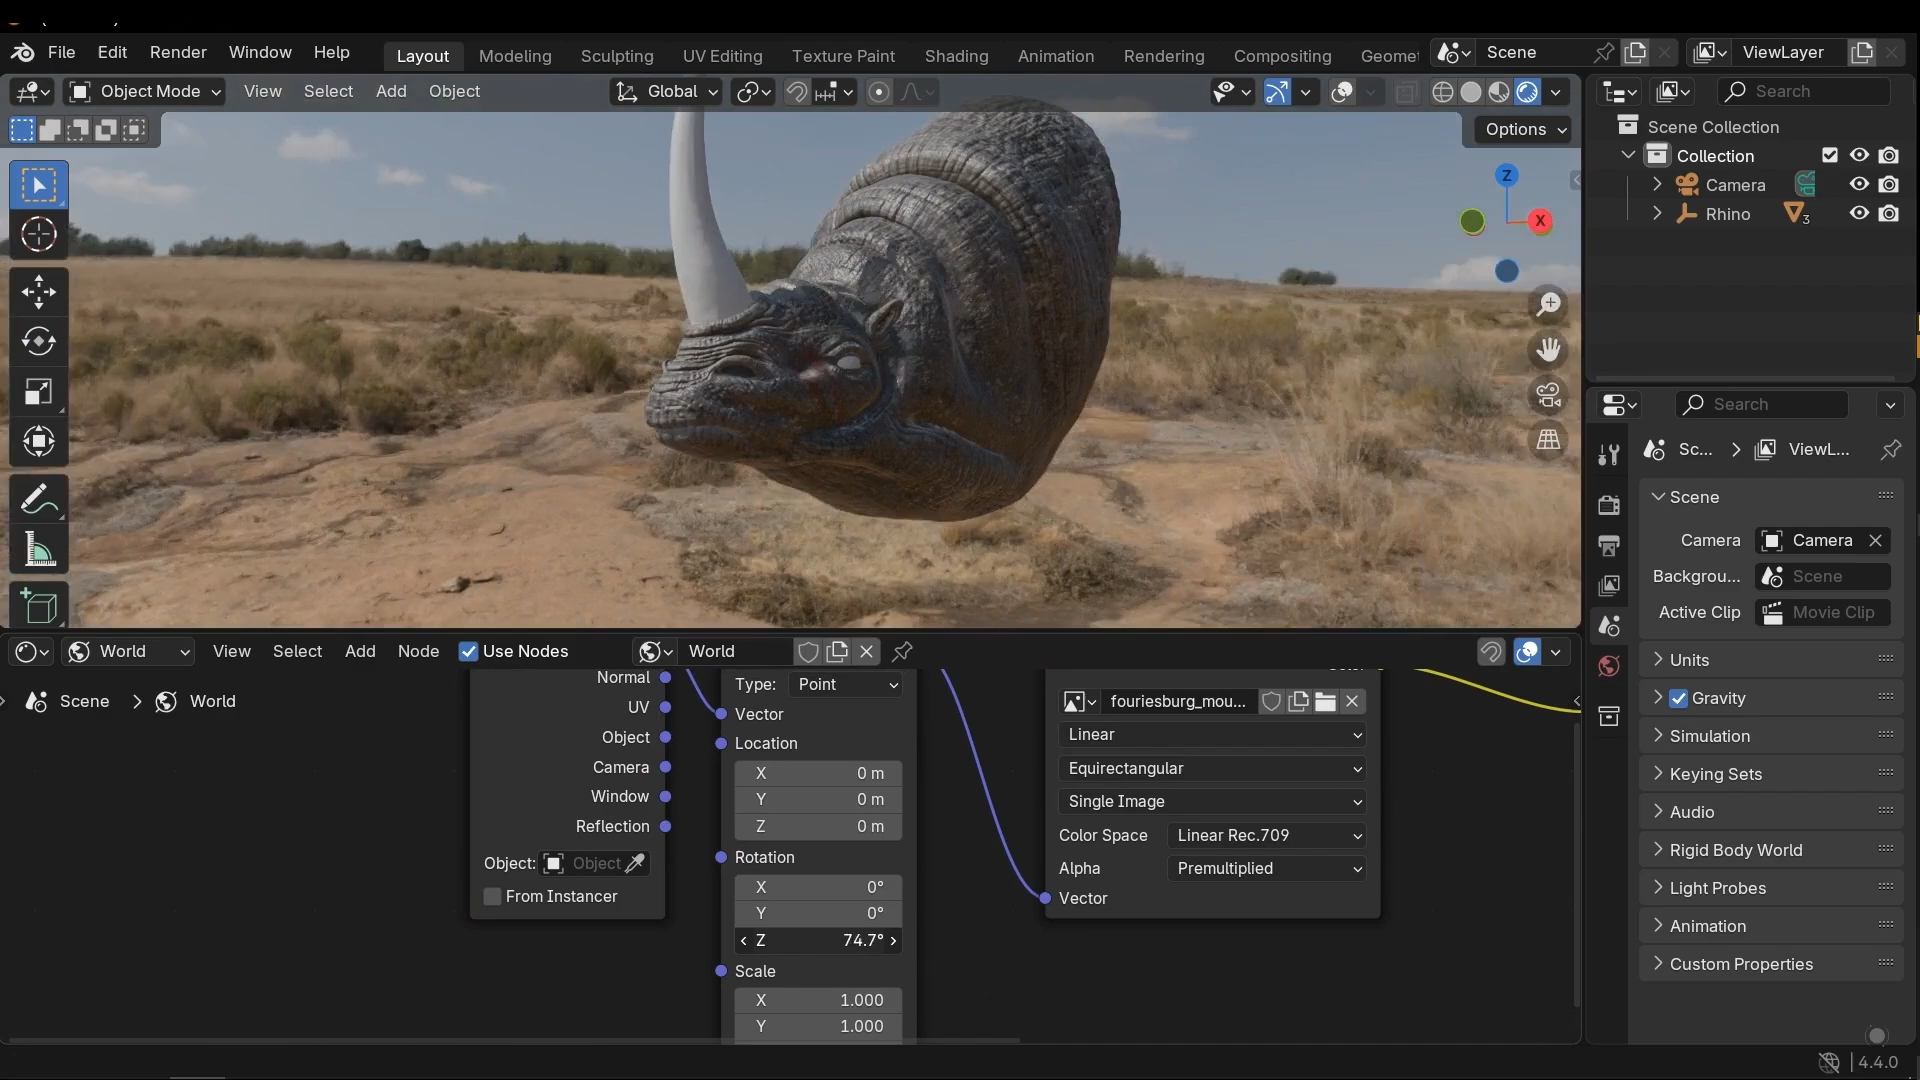 File Edit Render Window Help Layout Modeling Sculpting UV Editing Texture Paint Shading Animation Rendering Compositing Geomet Scene ViewLayer
Object Mode View Select Add Object Global Search
Options
Z
X
Scene Collection
Collection
Camera
Rhino 3
Search
Sc... ViewL...
Scene
Camera Camera
Backgrou... Scene
Active Clip Movie Clip
Units
Gravity
Simulation
Keying Sets
Audio
Rigid Body World
Light Probes
Animation
Custom Properties
World View Select Add Node Use Nodes World
Scene World
Normal
UV
Object
Camera
Window
Reflection
Object: Object
From Instancer
Type: Point
Vector
Location
X 0 m
Y 0 m
Z 0 m
Rotation
X 0°
Y 0°
Z 74.7°
Scale
X 1.000
Y 1.000
fouriesburg_mou...
Linear
Equirectangular
Single Image
Color Space Linear Rec.709
Alpha Premultiplied
Vector
4.4.0